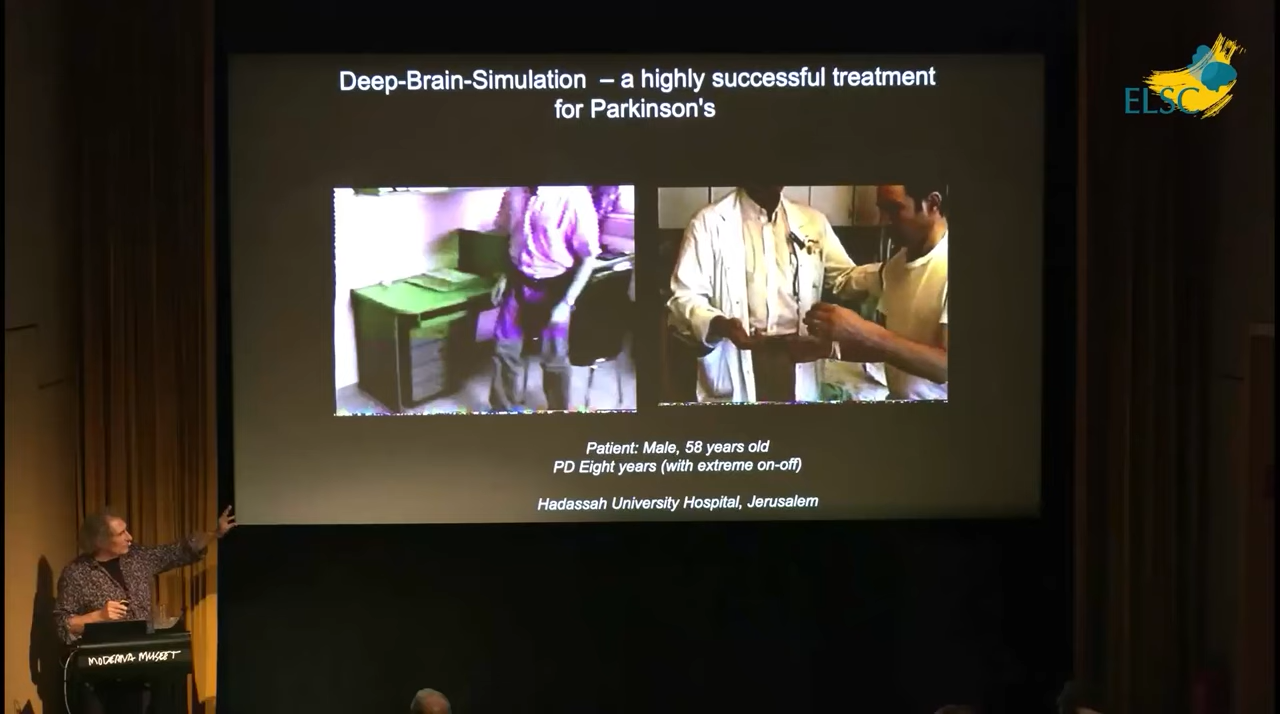 Deep-Brain-Simulation – a highly successful treatment
for Parkinson's
ELSC
Patient: Male, 58 years old
PD Eight years (with extreme on-off)
Hadassah University Hospital, Jerusalem
MODERNA MUSEET